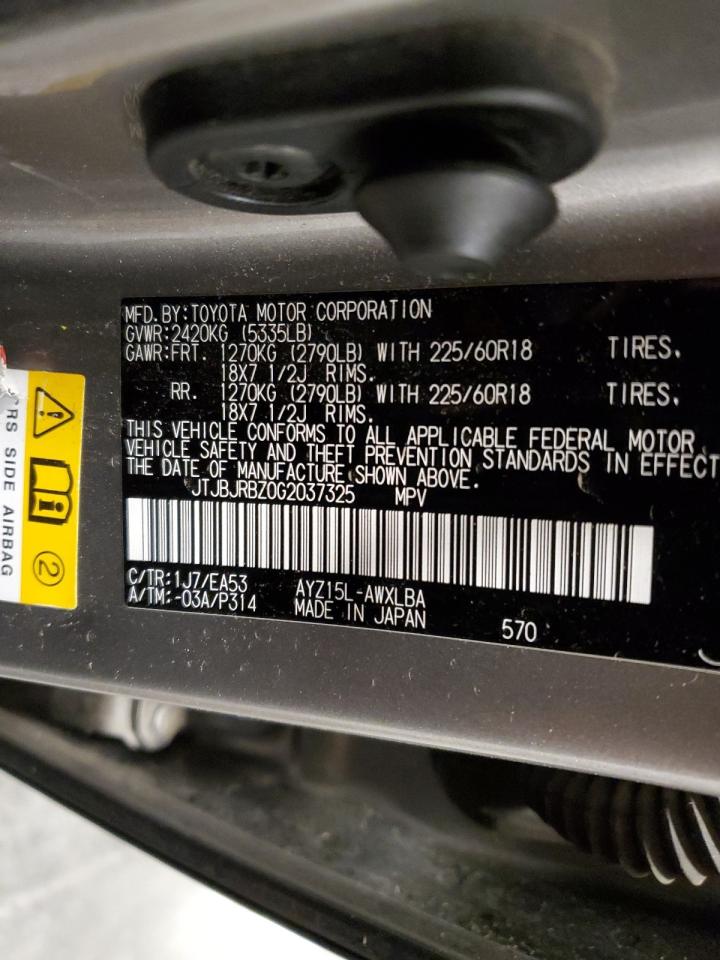 MFD. BY: TOYOTA MOTOR CORPORATION
GVWR: 2420KG (5335LB)
GAWR: FRT. 1270KG (2790LB) WITH 225/60R18 TIRES.
18X7 1/2J RIMS.
RR. 1270KG (2790LB) WITH 225/60R18 TIRES.
18X7 1/2J RIMS.
THIS VEHICLE CONFORMS TO ALL APPLICABLE FEDERAL MOTOR
VEHICLE SAFETY AND THEFT PREVENTION STANDARDS IN EFFECT
THE DATE OF MANUFACTURE SHOWN ABOVE.
JTJBJRBZ0G2037325 MPV
C/TR: 1J7/EA53 AYZ15L-AWXLBA
A/TM: -03A/P314 MADE IN JAPAN
570
RS SIDE AIRBAG
2